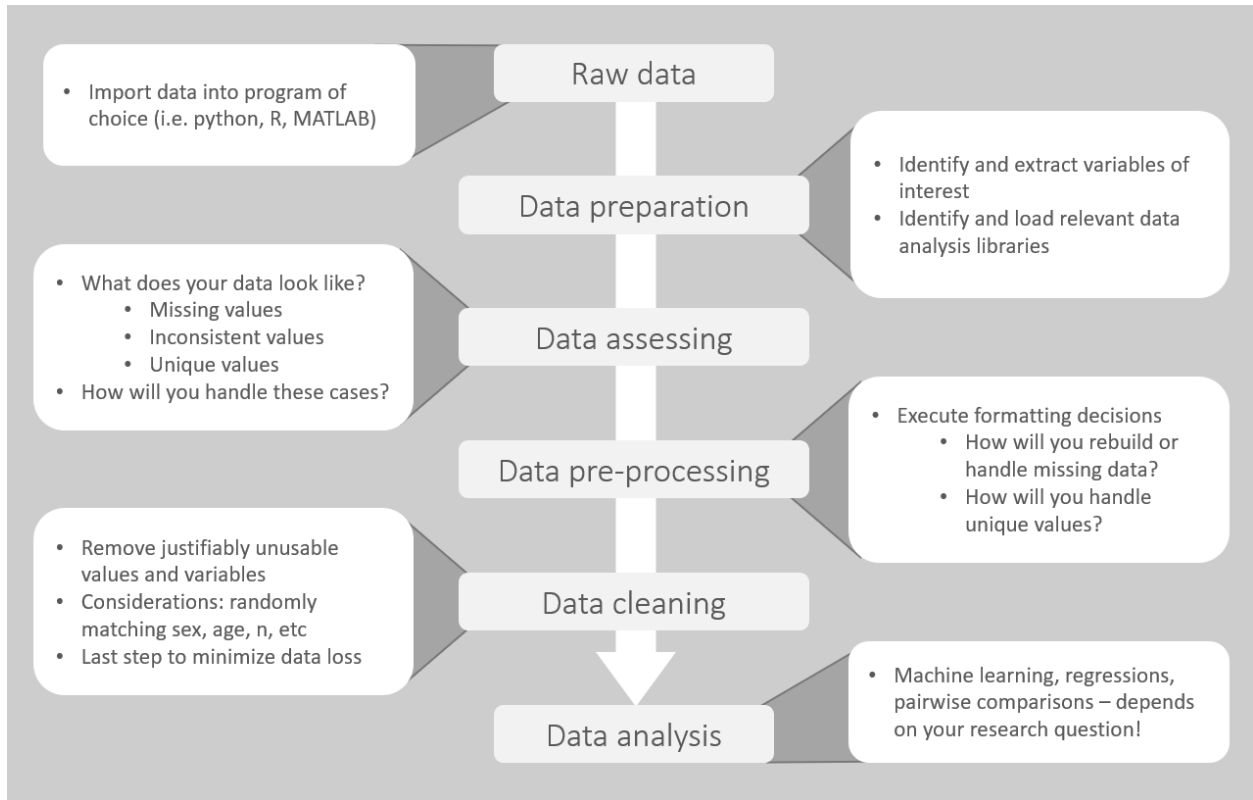 Raw data
• Import data into program of
choice (i.e. python, R, MATLAB)
Data preparation
• Identify and extract variables of
interest
• Identify and load relevant data
analysis libraries
Data assessing
• What does your data look like?
• Missing values
• Inconsistent values
• Unique values
• How will you handle these cases?
Data pre-processing
• Execute formatting decisions
• How will you rebuild or
handle missing data?
• How will you handle
unique values?
Data cleaning
• Remove justifiably unusable
values and variables
• Considerations: randomly
matching sex, age, n, etc
• Last step to minimize data loss
Data analysis
• Machine learning, regressions,
pairwise comparisons – depends
on your research question!